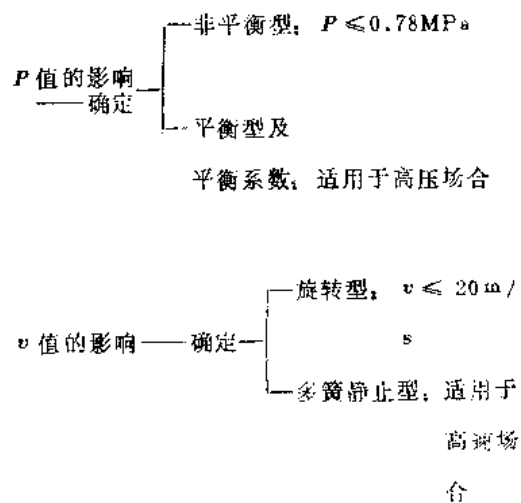 非平衡型：P≤0.78MPa
P值的影响
——确定
平衡型及
平衡系数：适用于高压场合
旋转型：v≤20m/
v值的影响——确定
s
多簧静止型：适用于
高速场
合